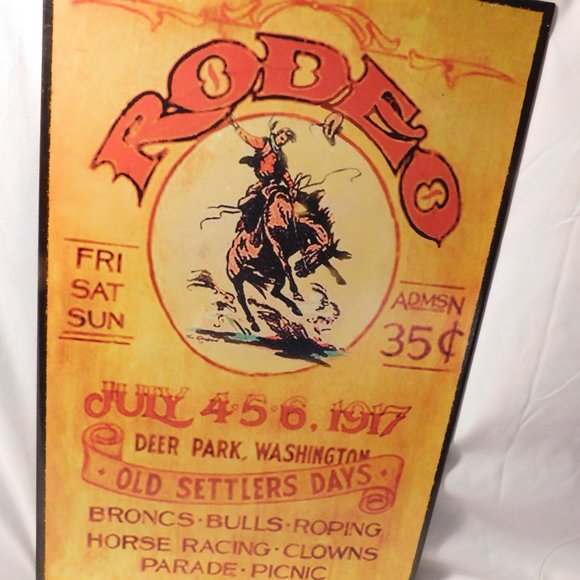 RODEO
FRI
SAT
SUN
ADMSN
35¢
JULY 4·5·6, 1917
DEER PARK, WASHINGTON
· OLD SETTLERS DAYS ·
BRONCS · BULLS · ROPING
HORSE RACING · CLOWNS
PARADE · PICNIC